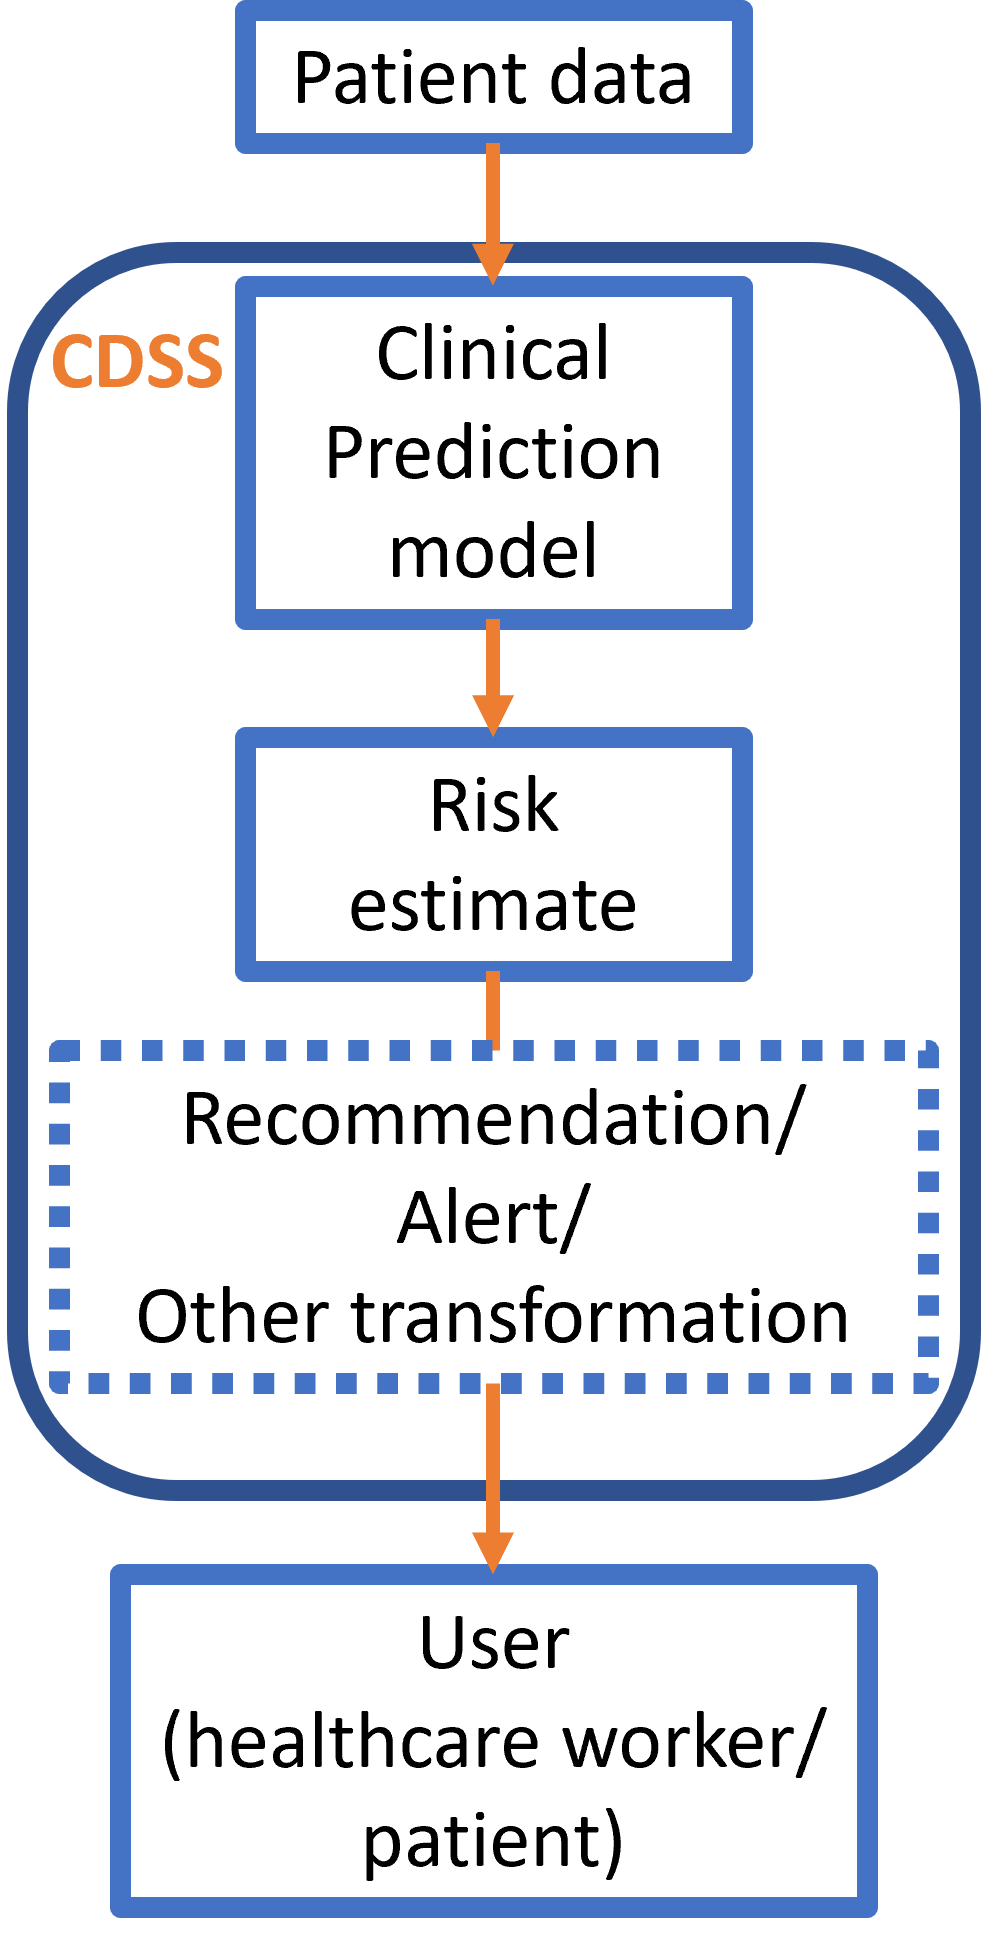 Patient data
CDSS
Clinical
Prediction
model
Risk
estimate
Recommendation/
Alert/
Other transformation
User
(healthcare worker/
patient)